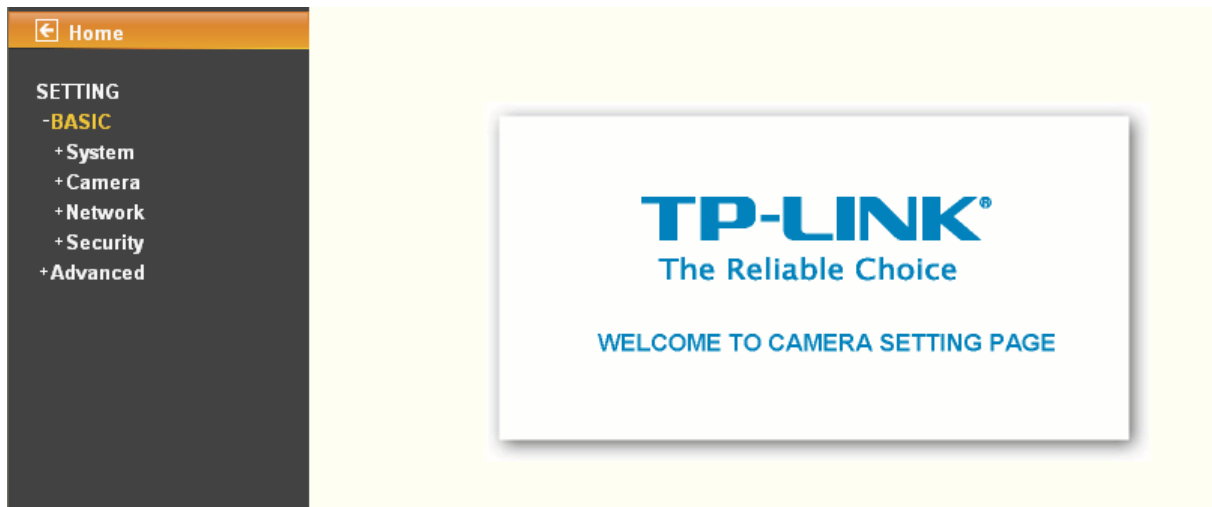 Home
SETTING
-BASIC
+System
+Camera
+Network
+Security
+Advanced
TP-LINK®
The Reliable Choice
WELCOME TO CAMERA SETTING PAGE